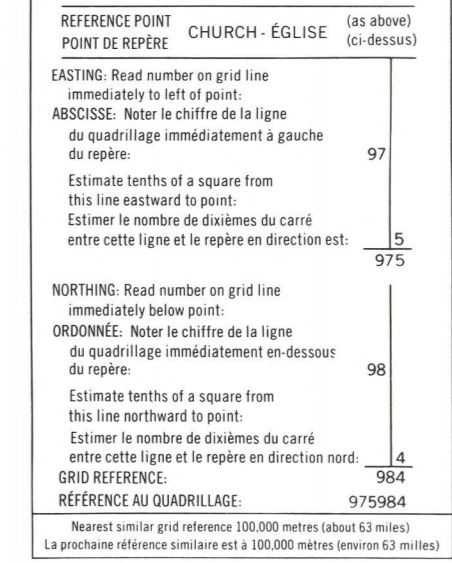 REFERENCE POINT CHURCH - ÉGLISE (as above)
POINT DE REPÈRE (ci-dessus)
EASTING: Read number on grid line
immediately to left of point:
ABSCISSE: Noter le chiffre de la ligne
du quadrillage immédiatement à gauche
du repère: 97
Estimate tenths of a square from
this line eastward to point:
Estimer le nombre de dixièmes du carré
entre cette ligne et le repère en direction est: 5
975
NORTHING: Read number on grid line
immediately below point:
ORDONNÉE: Noter le chiffre de la ligne
du quadrillage immédiatement en-dessous
du repère: 98
Estimate tenths of a square from
this line northward to point:
Estimer le nombre de dixièmes du carré
entre cette ligne et le repère en direction nord: 4
GRID REFERENCE: 984
RÉFÉRENCE AU QUADRILLAGE: 975984
Nearest similar grid reference 100,000 metres (about 63 miles)
La prochaine référence similaire est à 100,000 mètres (environ 63 milles)